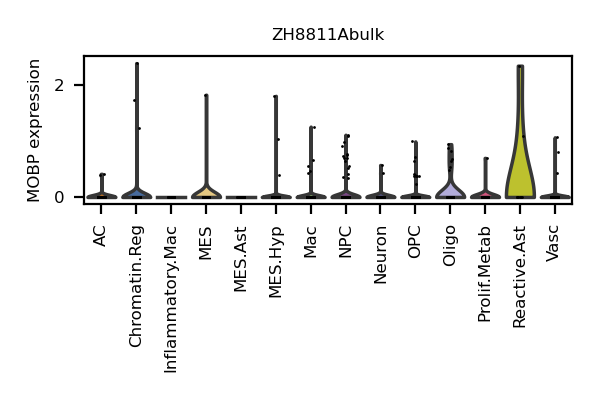 ZH8811Abulk
MOBP expression
2
0
AC
Chromatin.Reg
Inflammatory.Mac
MES
MES.Ast
MES.Hyp
Mac
NPC
Neuron
OPC
Oligo
Prolif.Metab
Reactive.Ast
Vasc